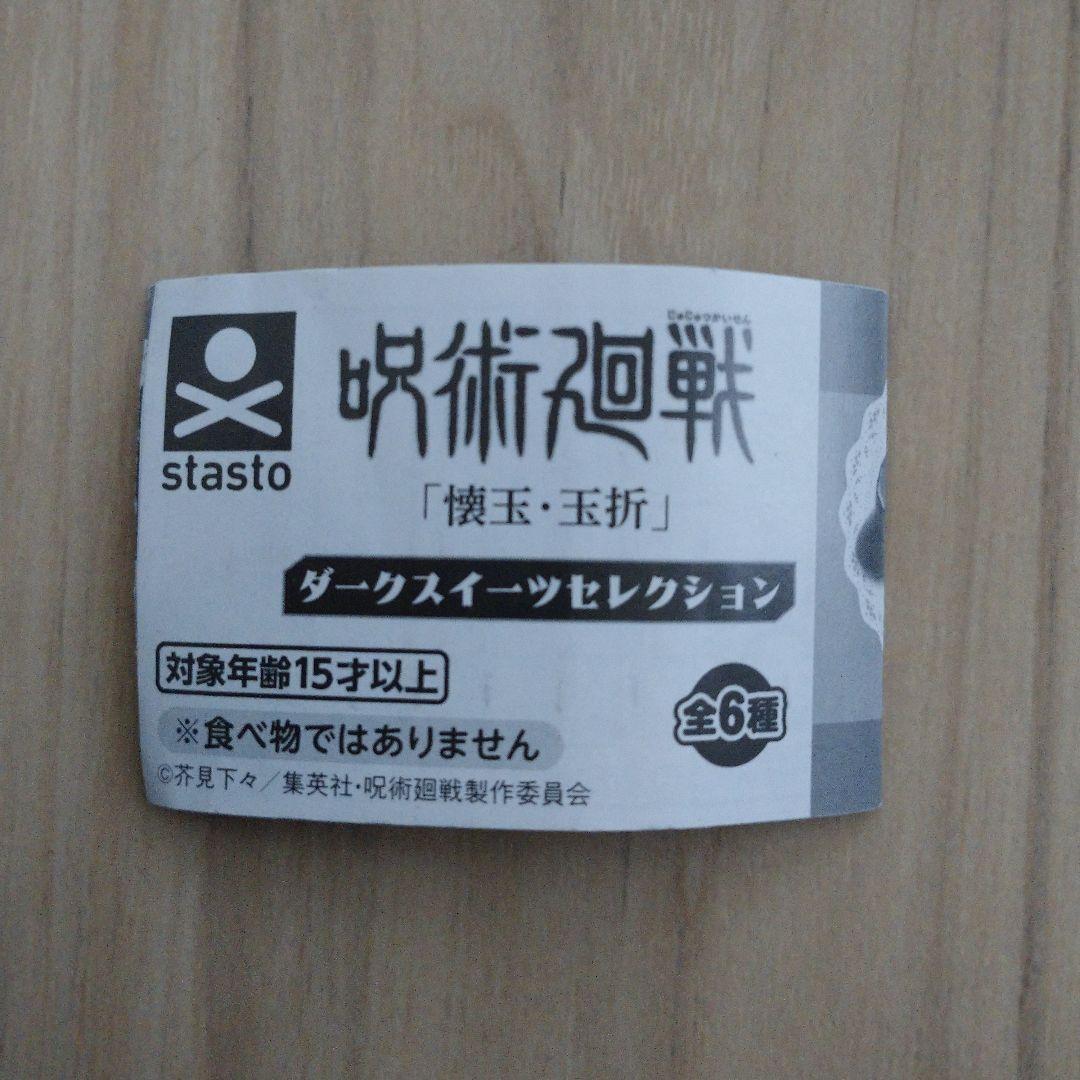 stasto
じゅじゅつかいせん
呪術廻戦
「懐玉・玉折」
ダークスイーツセレクション
対象年齢15才以上
全6種
※食べ物ではありません
©芥見下々／集英社・呪術廻戦製作委員会